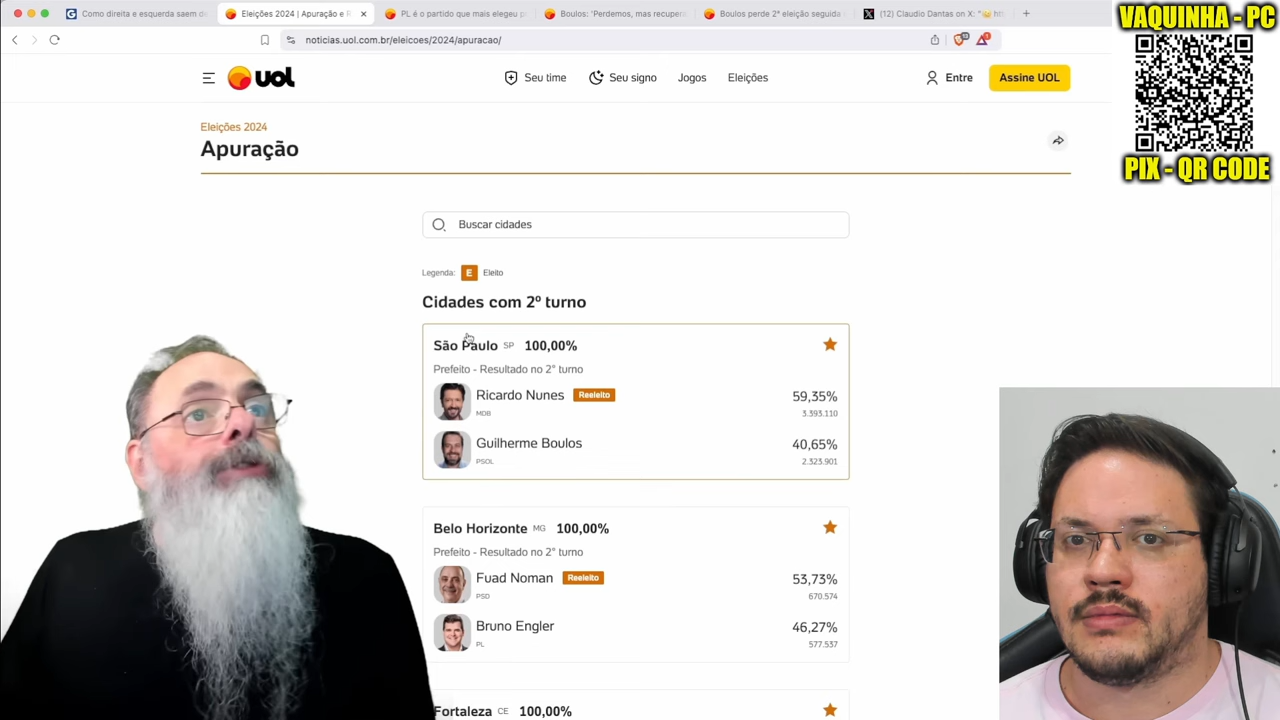 Como direita e esquerda saem d
Eleições 2024 | Apuração e R
PL é o partido que mais elegeu p
Boulos: "Perdemos, mas recuper
Boulos perde 2ª eleição seguida
(12) Claudio Dantas on X:
noticias.uol.com.br/eleicoes/2024/apuracao/
VAQUINHA - PC
PIX - QR CODE
UOL
Seu time
Seu signo
Jogos
Eleições
Entre
Assine UOL
Eleições 2024
Apuração
Buscar cidades
Legenda: E Eleito
Cidades com 2º turno
São Paulo SP 100,00%
Prefeito - Resultado no 2° turno
Ricardo Nunes Reeleito 59,35%
MDB 3.393.110
Guilherme Boulos 40,65%
PSOL 2.323.901
Belo Horizonte MG 100,00%
Prefeito - Resultado no 2° turno
Fuad Noman Reeleito 53,73%
PSD 670.574
Bruno Engler 46,27%
PL 577.537
Fortaleza CE 100,00%